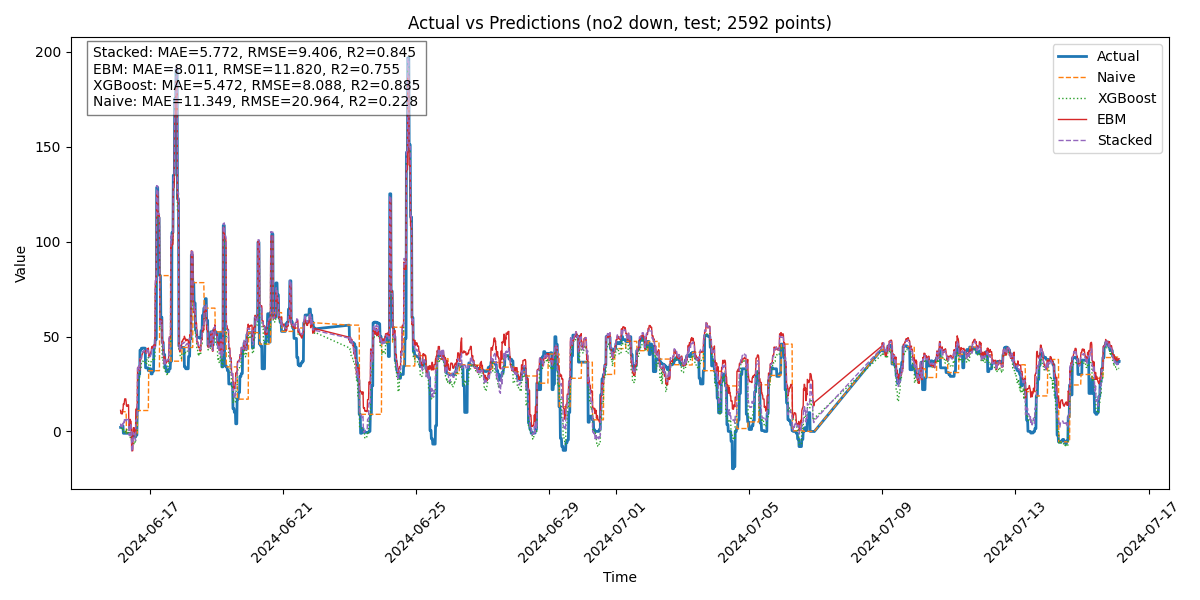 Actual vs Predictions (no2 down, test; 2592 points)
Stacked: MAE=5.772, RMSE=9.406, R2=0.845
EBM: MAE=8.011, RMSE=11.820, R2=0.755
XGBoost: MAE=5.472, RMSE=8.088, R2=0.885
Naive: MAE=11.349, RMSE=20.964, R2=0.228
Actual
Naive
XGBoost
EBM
Stacked
Value
200
150
100
50
0
2024-06-17
2024-06-21
2024-06-25
2024-06-29
2024-07-01
2024-07-05
2024-07-09
2024-07-13
2024-07-17
Time